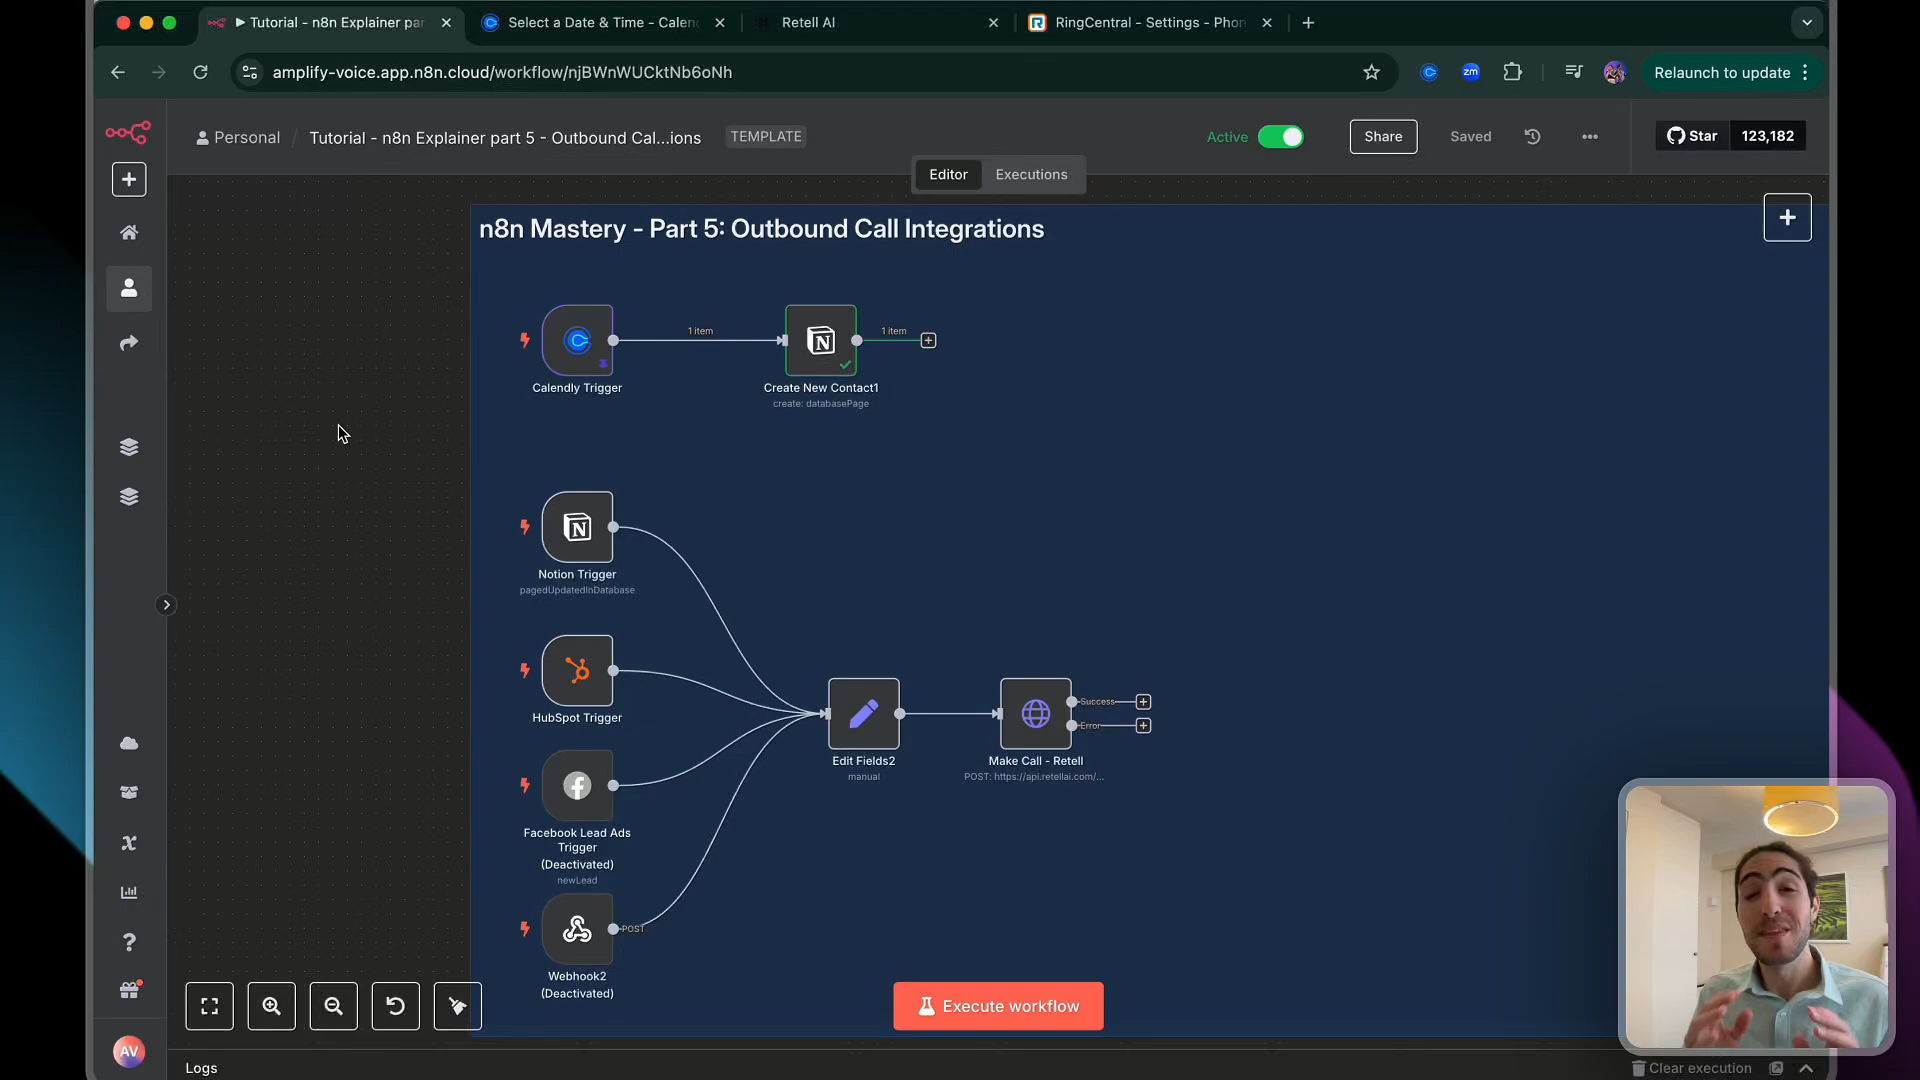 Tutorial - n8n Explainer par
Select a Date & Time - Calen
Retell AI
RingCentral - Settings - Phon
amplify-voice.app.n8n.cloud/workflow/njBWnWUCktNb6oNh
zm
Relaunch to update
Personal / Tutorial - n8n Explainer part 5 - Outbound Cal...ions
TEMPLATE
Active
Share
Saved
Star 123,182
Editor
Executions
n8n Mastery - Part 5: Outbound Call Integrations
1 item
1 item
Calendly Trigger
Create New Contact1
create: databasePage
Notion Trigger
pagedUpdatedInDatabase
HubSpot Trigger
Success
Error
Edit Fields2
manual
Make Call - Retell
POST: https://api.retellai.com/...
Facebook Lead Ads
Trigger
(Deactivated)
newLead
POST
Webhook2
(Deactivated)
Execute workflow
AV
Logs
Clear execution